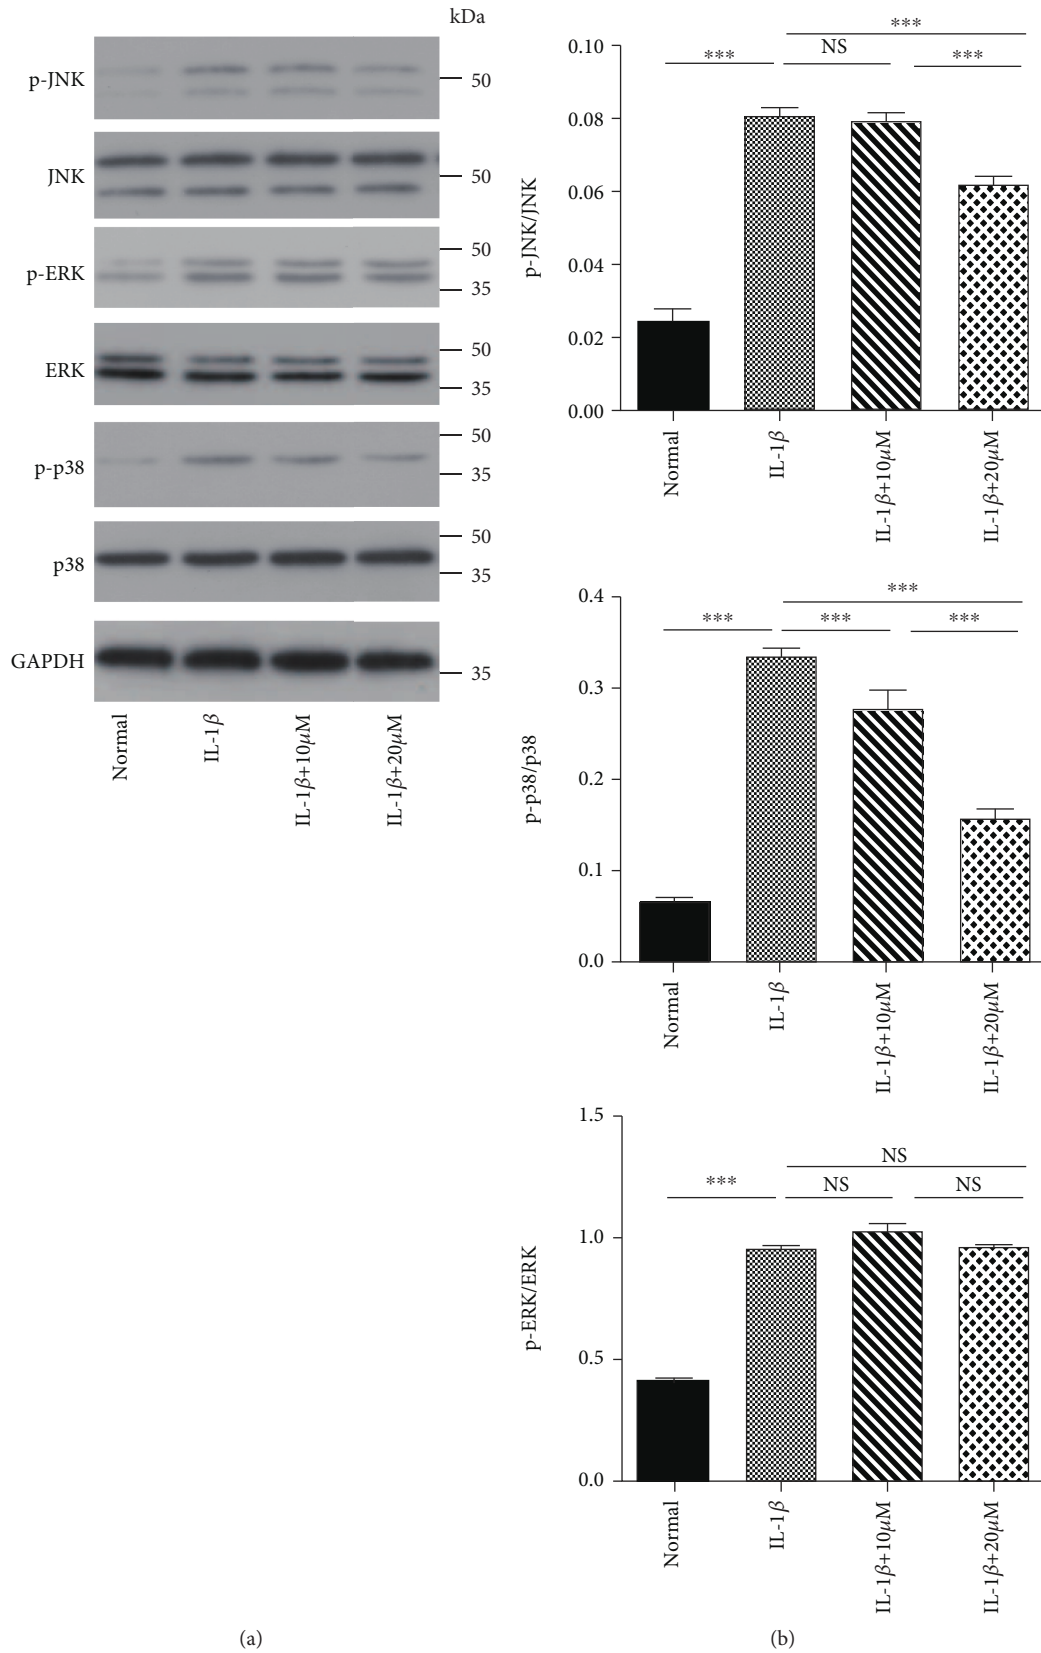 kDa
p-JNK
50
JNK
50
p-ERK
50
35
ERK
50
35
p-p38
50
35
p38
50
35
GAPDH
35
Normal
IL-1β
IL-1β+10μM
IL-1β+20μM
(a)
p-JNK/JNK
0.10
0.08
0.06
0.04
0.02
0.00
***
NS
***
***
Normal
IL-1β
IL-1β+10μM
IL-1β+20μM
p-p38/p38
0.4
0.3
0.2
0.1
0.0
***
***
***
***
Normal
IL-1β
IL-1β+10μM
IL-1β+20μM
p-ERK/ERK
1.5
1.0
0.5
0.0
NS
***
NS
NS
Normal
IL-1β
IL-1β+10μM
IL-1β+20μM
(b)